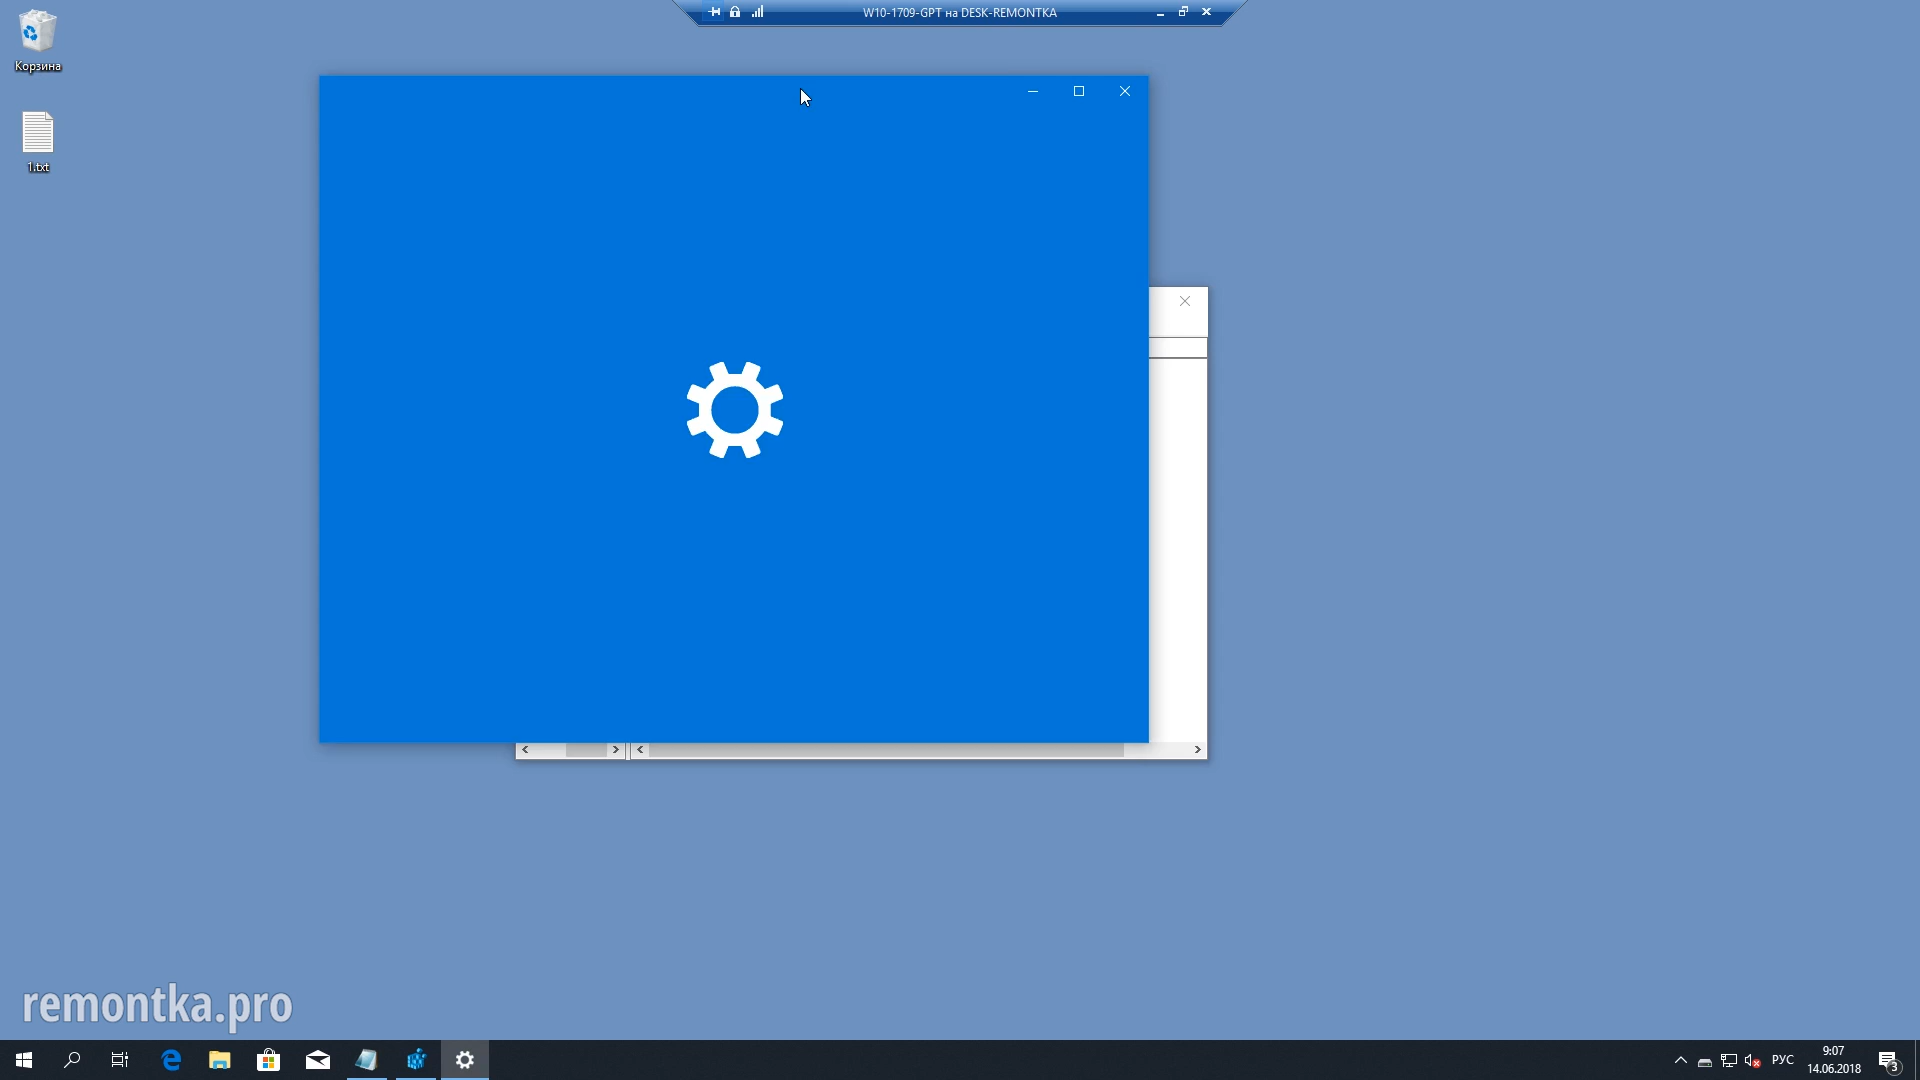 W10-1709-GPT на DESK-REMONTKA
Корзина
1.txt
remontka.pro
РУС
9:07
14.06.2018
3